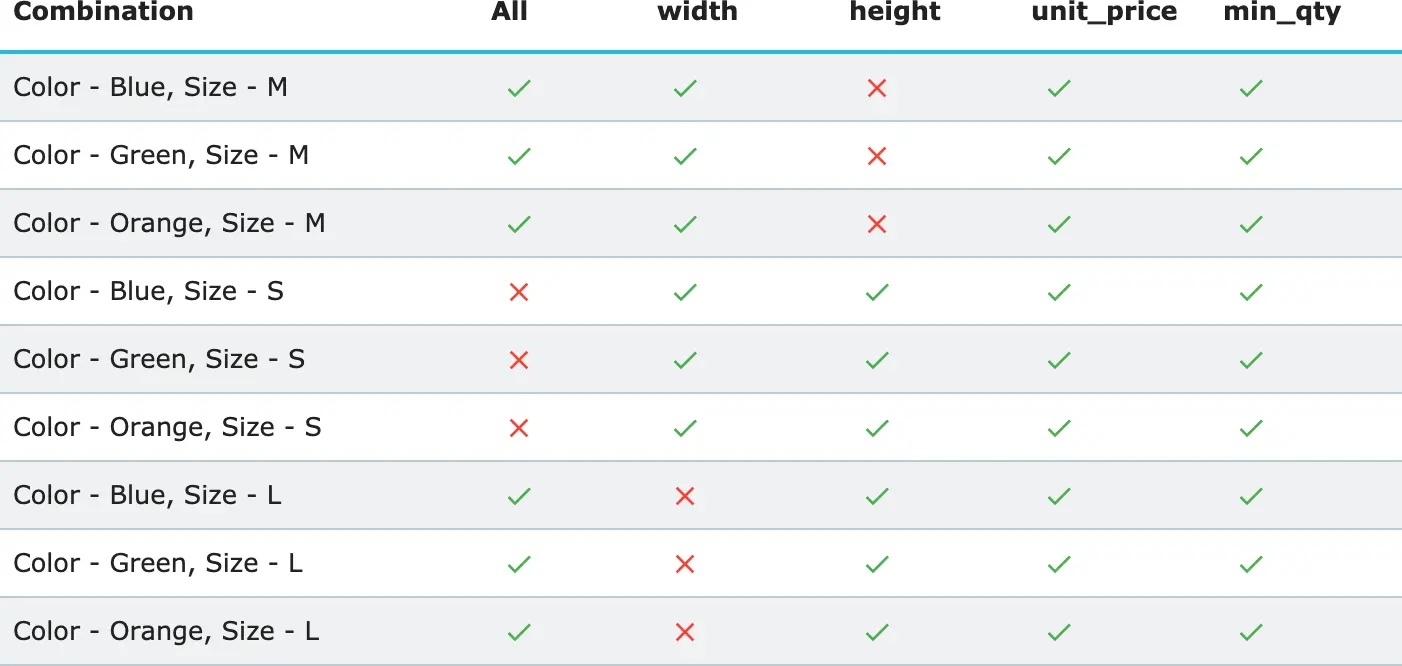 Combination All width height unit_price min_qty
Color - Blue, Size - M ✓ ✓ ✕ ✓ ✓
Color - Green, Size - M ✓ ✓ ✕ ✓ ✓
Color - Orange, Size - M ✓ ✓ ✕ ✓ ✓
Color - Blue, Size - S ✕ ✓ ✓ ✓ ✓
Color - Green, Size - S ✕ ✓ ✓ ✓ ✓
Color - Orange, Size - S ✕ ✓ ✓ ✓ ✓
Color - Blue, Size - L ✓ ✕ ✓ ✓ ✓
Color - Green, Size - L ✓ ✕ ✓ ✓ ✓
Color - Orange, Size - L ✓ ✕ ✓ ✓ ✓